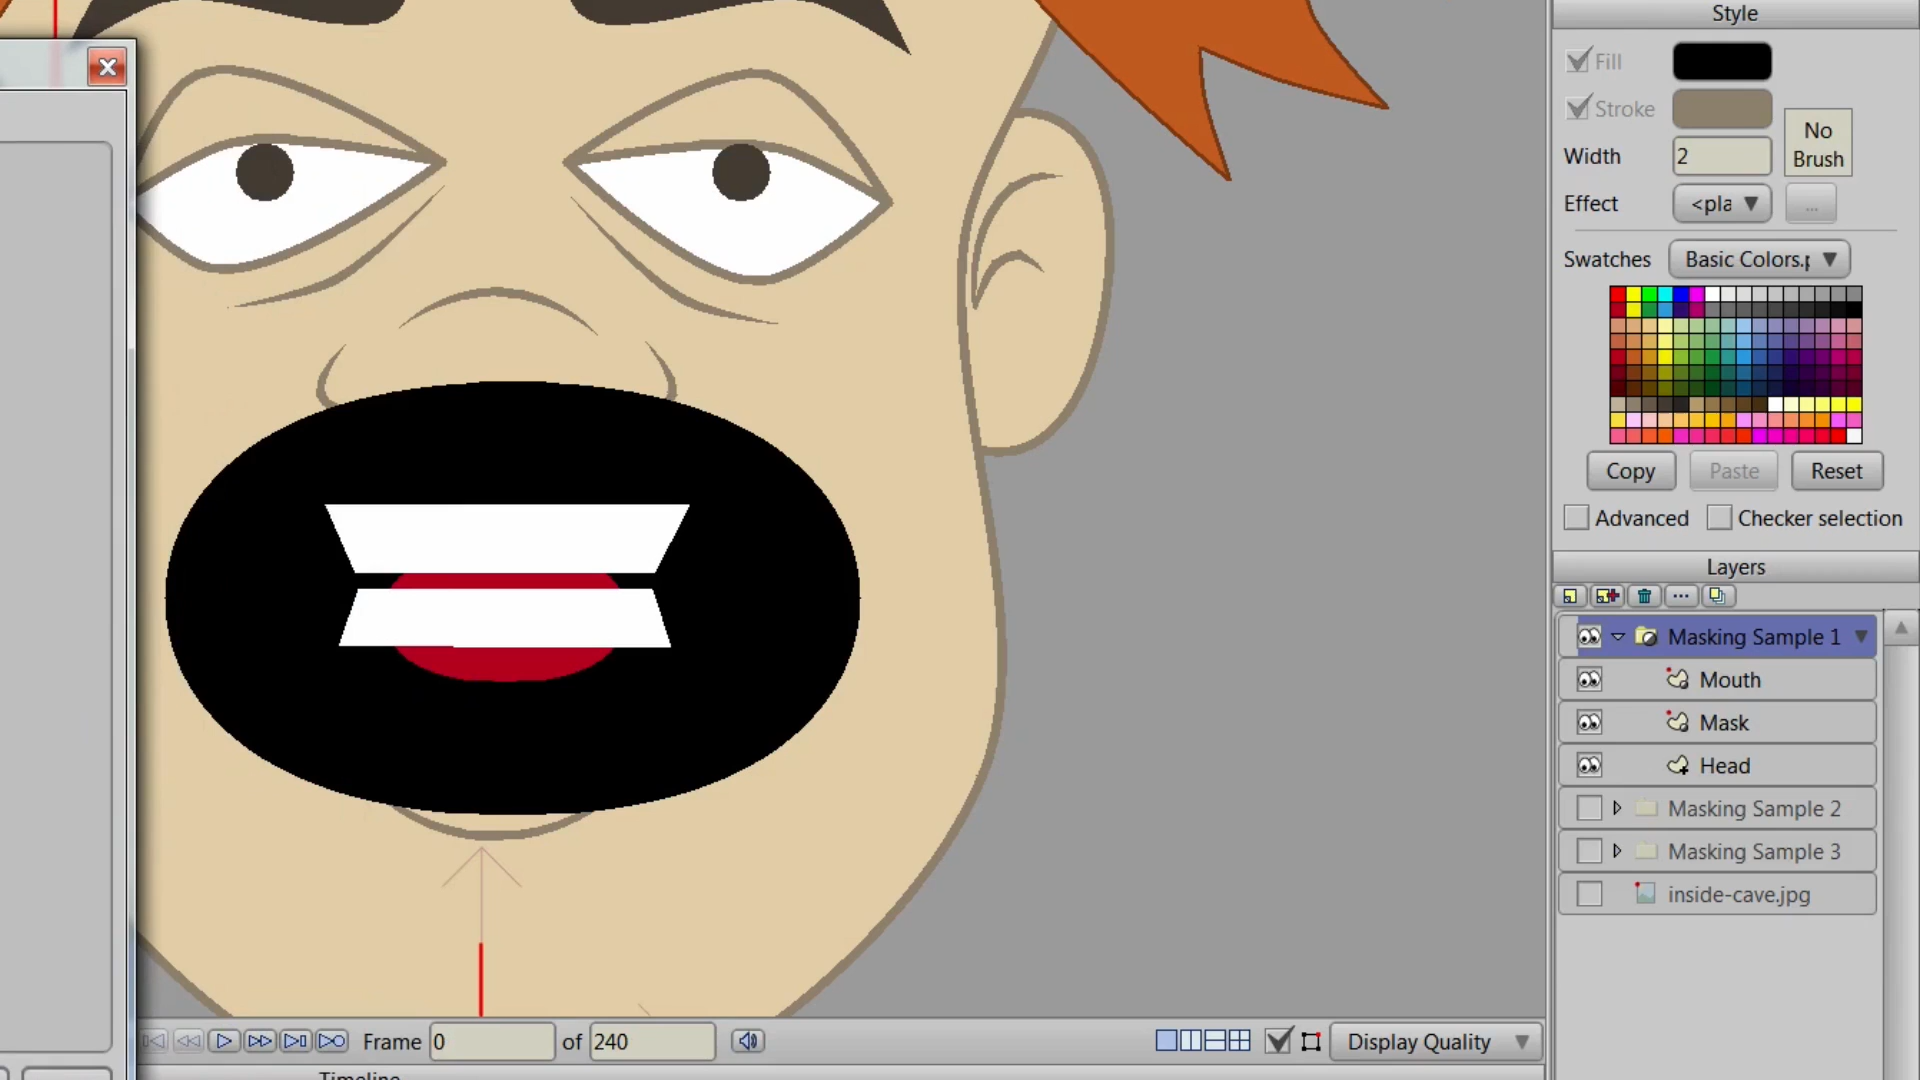 Style
Fill
Stroke
No
Brush
Width
2
Effect
<pla
...
Swatches
Basic Colors.p
Copy
Paste
Reset
Advanced
Checker selection
Layers
Masking Sample 1
Mouth
Mask
Head
Masking Sample 2
Masking Sample 3
inside-cave.jpg
Frame
0
of
240
Display Quality
Timeline